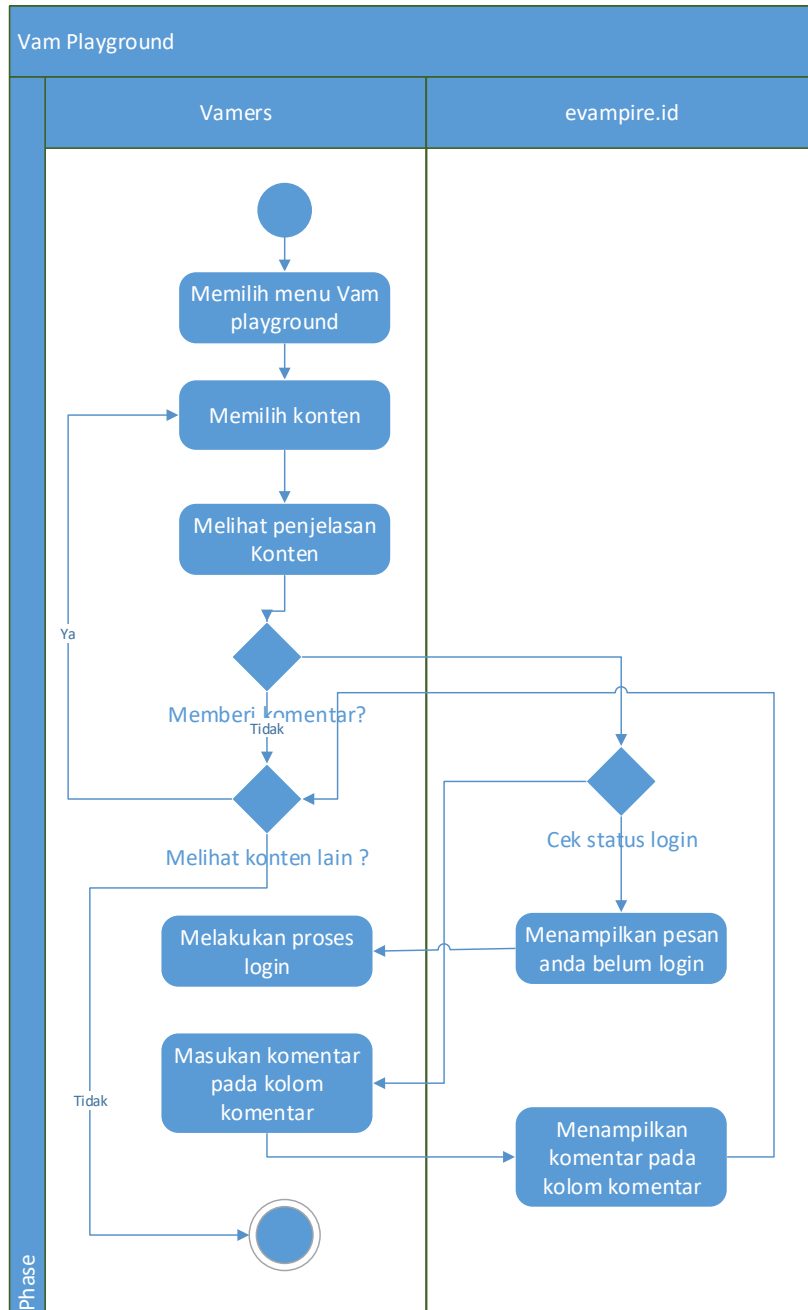 Vam Playground
Vamers
evampire.id
Memilih menu Vam
playground
Memilih konten
Melihat penjelasan
Konten
Ya
Memberi komentar?
Tidak
Melihat konten lain ?
Cek status login
Melakukan proses
login
Menampilkan pesan
anda belum login
Masukan komentar
pada kolom
komentar
Tidak
Menampilkan
komentar pada
kolom komentar
Phase